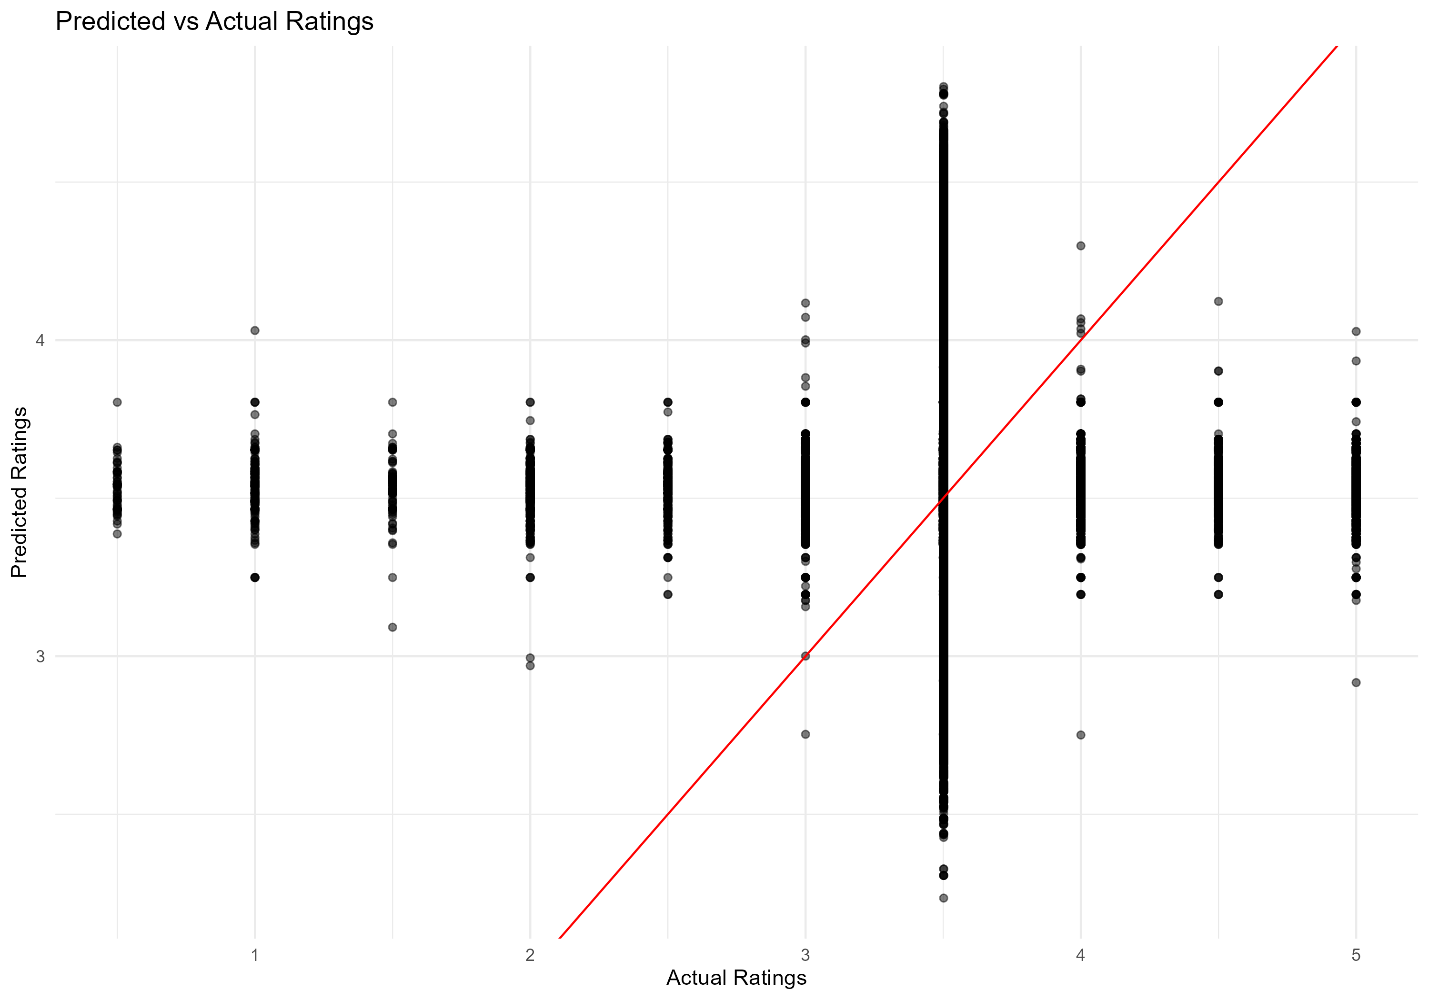 Predicted vs Actual Ratings
Predicted Ratings
4
3
1 2 3 4 5
Actual Ratings